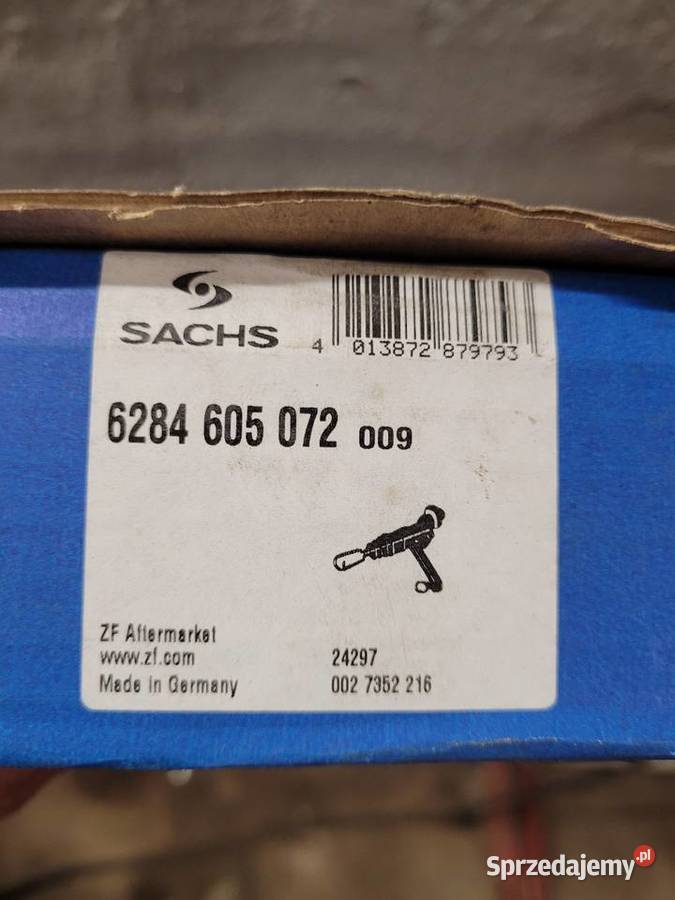 SACHS
4 013872 879793
6284 605 072 009
ZF Aftermarket
www.zf.com
Made in Germany
24297
002 7352 216
Sprzedajemy.pl